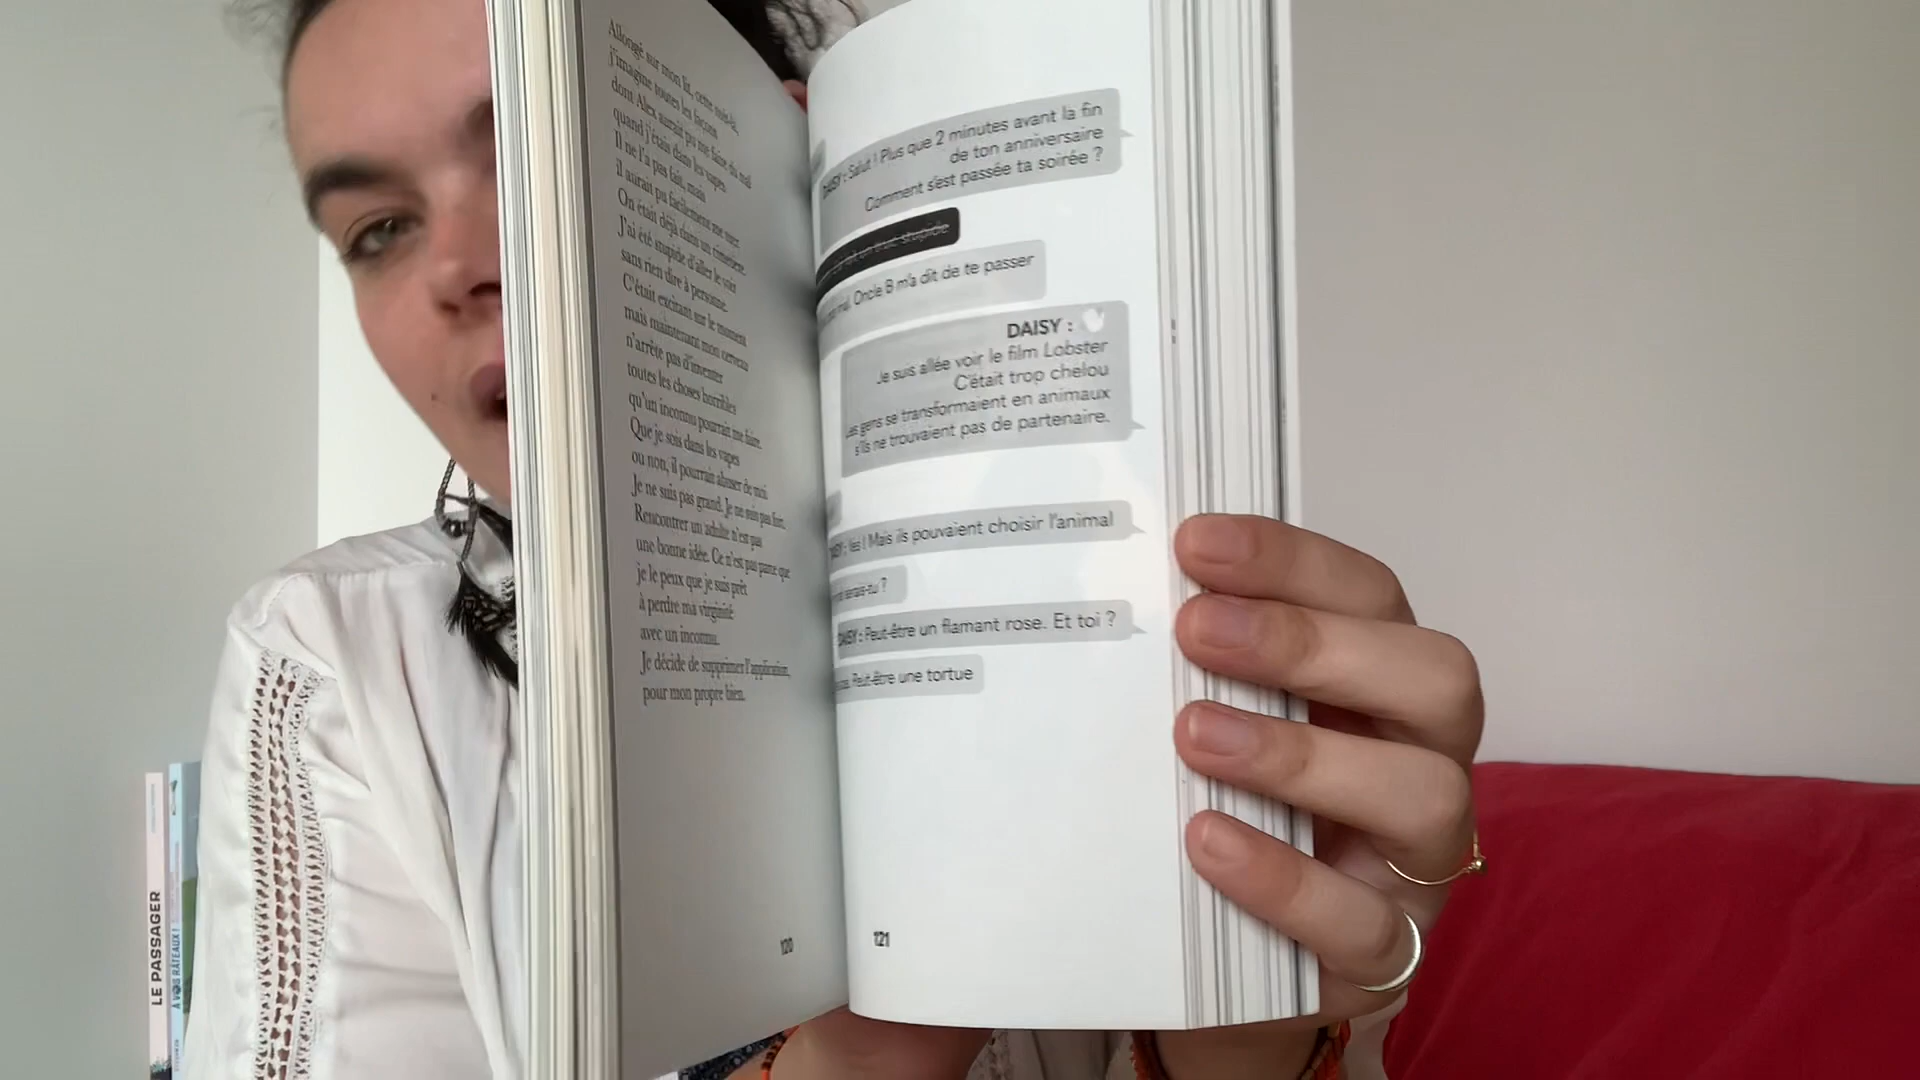 Allongé sur mon lit, cette nuit-là,
j'imagine toutes les façons
dont Alex aurait pu me faire du mal
quand j'étais dans les vapes.
Il ne l'a pas fait, mais
il aurait pu facilement me tuer.
On était déjà dans un cimetière.
J'ai été stupide d'aller le voir
sans rien dire à personne.
C'était excitant sur le moment
mais maintenant mon cerveau
n'arrête pas d'inventer
toutes les choses horribles
qu'un inconnu pourrait me faire.
Que je sois dans les vapes
ou non, il pourrait abuser de moi.
Je ne suis pas grand. Je ne suis pas fort.
Rencontrer un adulte n'est pas
une bonne idée. Ce n'est pas parce que
je le peux que je suis prêt
à perdre ma virginité
avec un inconnu.
Je décide de supprimer l'application,
pour mon propre bien.
120
DAISY : Salut ! Plus que 2 minutes avant la fin
de ton anniversaire
Comment s'est passée ta soirée ?
un truc stupide
Oncle B m'a dit de te passer
DAISY :
Je suis allée voir le film Lobster
C'était trop chelou
Les gens se transformaient en animaux
s'ils ne trouvaient pas de partenaire.
DAISY : Yes ! Mais ils pouvaient choisir l'animal
serais-tu ?
DAISY : Peut-être un flamant rose. Et toi ?
Peut-être une tortue
121
LE PASSAGER
À VOS RÂTEAUX !